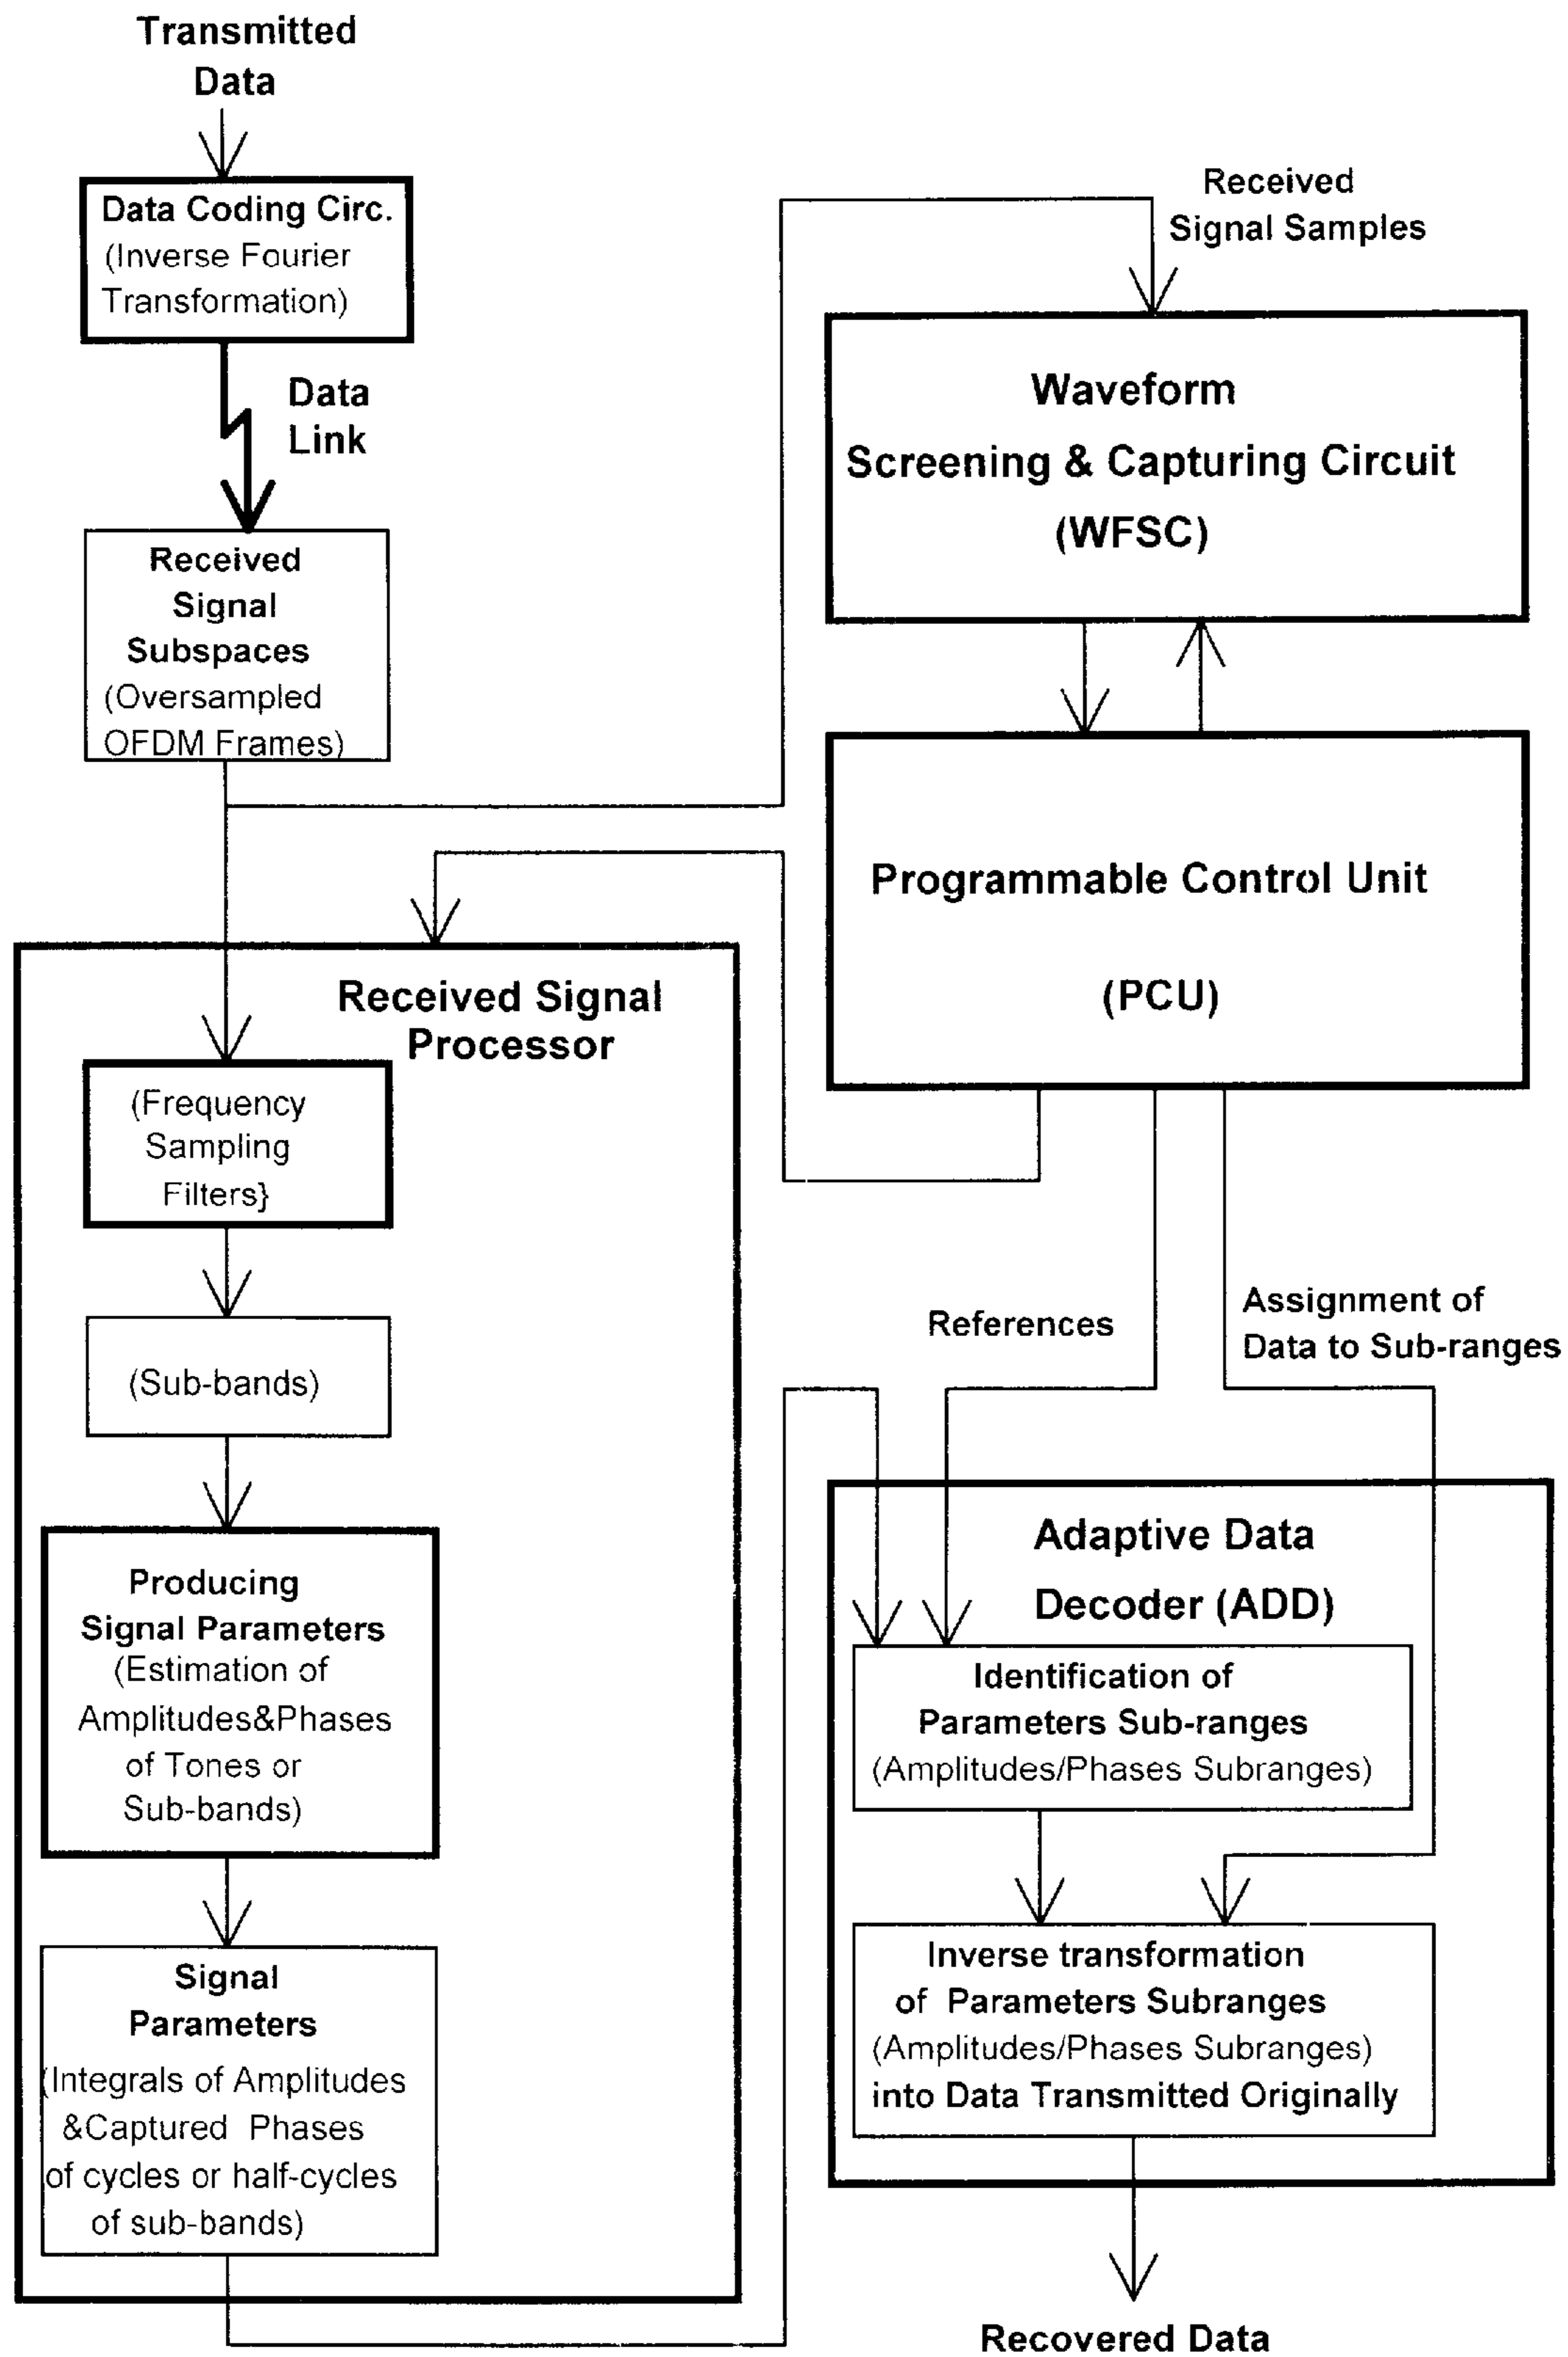 Transmitted
Data
Data Coding Circ.
(Inverse Fourier
Transformation)
Data
Link
Received
Signal
Subspaces
(Oversampled
OFDM Frames)
Received
Signal Samples
Waveform
Screening & Capturing Circuit
(WFSC)
Programmable Control Unit
(PCU)
Received Signal
Processor
(Frequency
Sampling
Filters}
(Sub-bands)
Producing
Signal Parameters
(Estimation of
Amplitudes&Phases
of Tones or
Sub-bands)
Signal
Parameters
(Integrals of Amplitudes
&Captured Phases
of cycles or half-cycles
of sub-bands)
References
Assignment of
Data to Sub-ranges
Adaptive Data
Decoder (ADD)
Identification of
Parameters Sub-ranges
(Amplitudes/Phases Subranges)
Inverse transformation
of Parameters Subranges
(Amplitudes/Phases Subranges)
into Data Transmitted Originally
Recovered Data